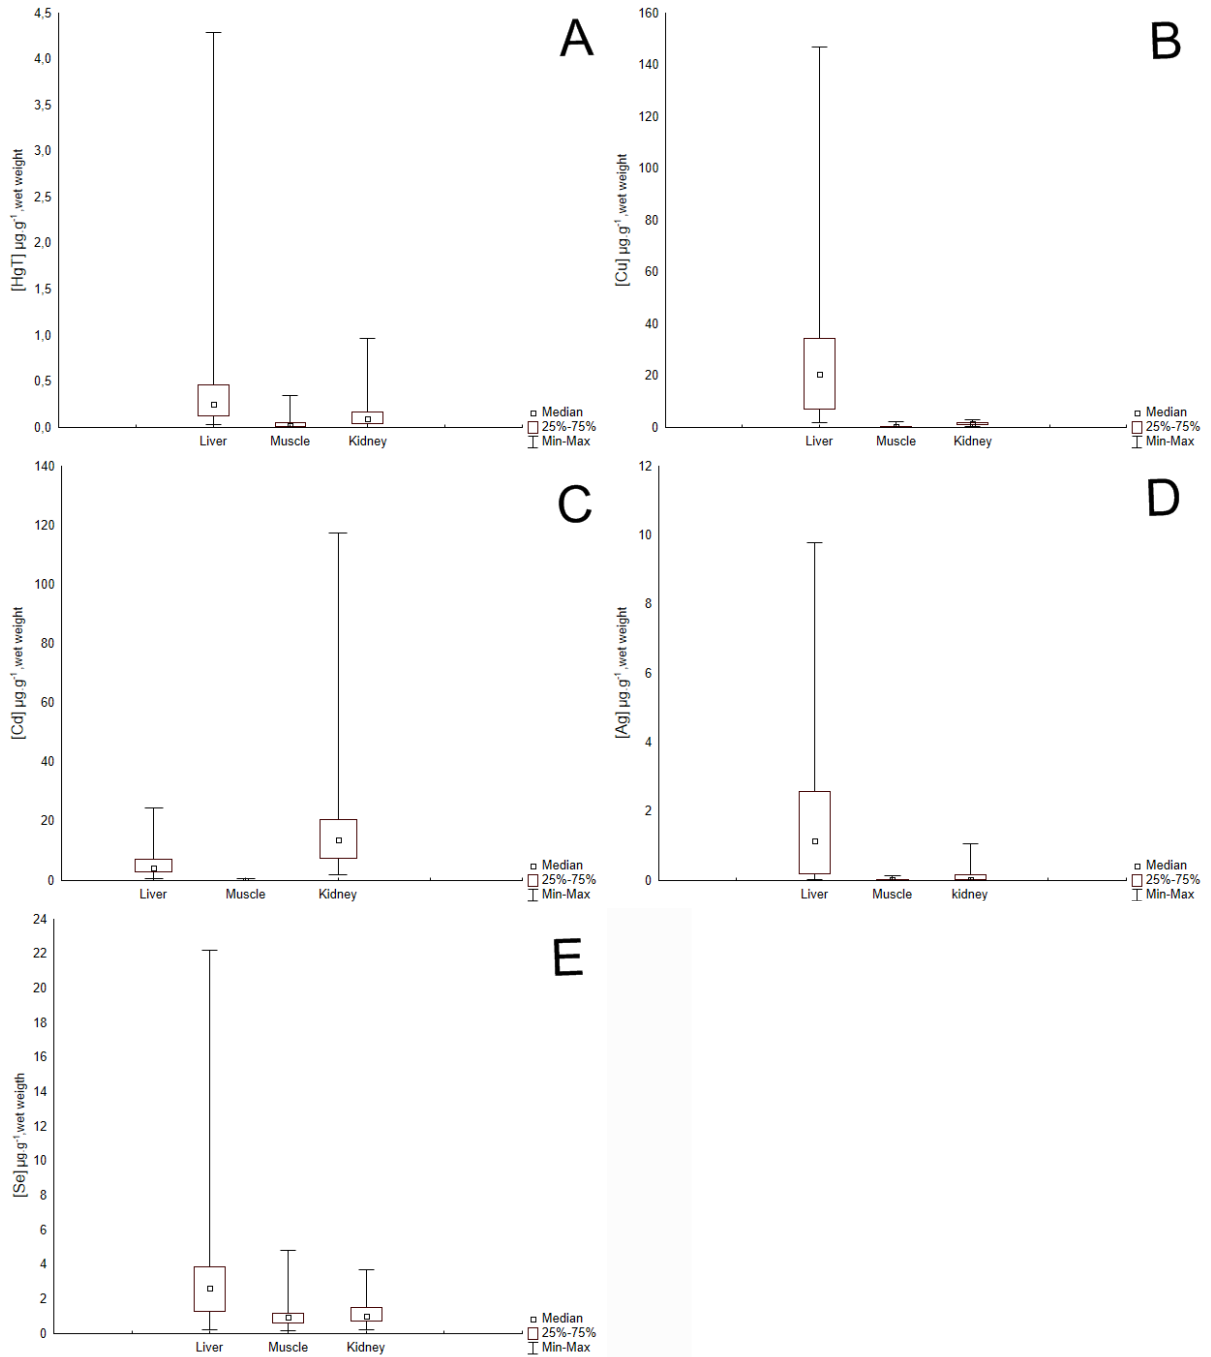 A
[HgT] µg.g-1,wet weight
4,5
4,0
3,5
3,0
2,5
2,0
1,5
1,0
0,5
0,0
Liver Muscle Kidney
Median
25%-75%
Min-Max
B
[Cu] µg.g-1,wet weight
160
140
120
100
80
60
40
20
0
Liver Muscle Kidney
Median
25%-75%
Min-Max
C
[Cd] µg.g-1,wet weight
140
120
100
80
60
40
20
0
Liver Muscle Kidney
Median
25%-75%
Min-Max
D
[Ag] µg.g-1,wet weight
12
10
8
6
4
2
0
Liver Muscle kidney
Median
25%-75%
Min-Max
E
[Se] µg.g-1,wet weigth
24
22
20
18
16
14
12
10
8
6
4
2
0
Liver Muscle Kidney
Median
25%-75%
Min-Max